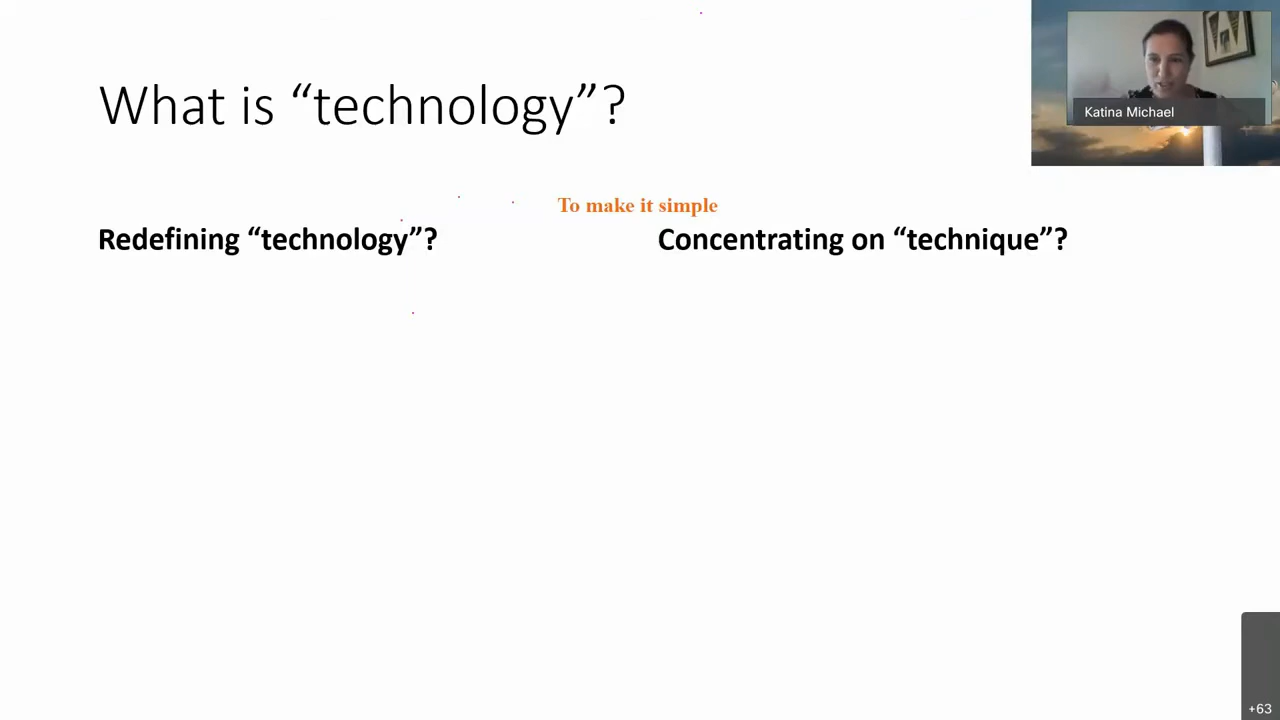 What is “technology”?
Katina Michael
To make it simple
Redefining “technology”?
Concentrating on “technique”?
+63